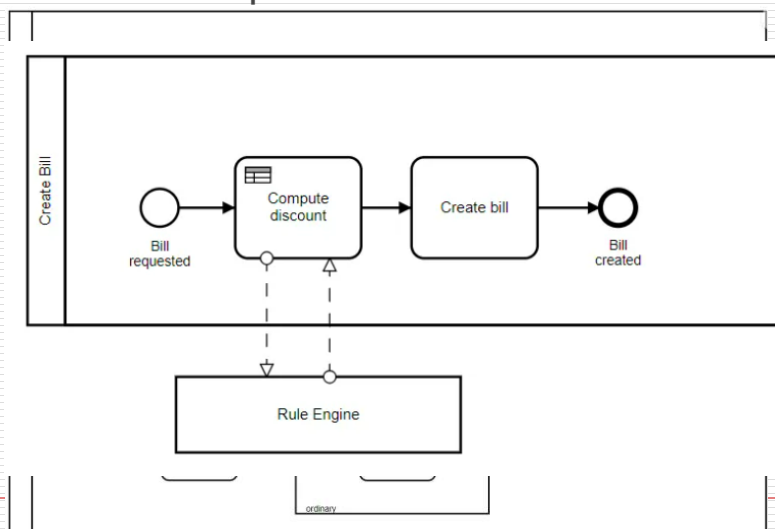 Create Bill
Compute
discount
Create bill
Bill
requested
Bill
created
Rule Engine
ordinary